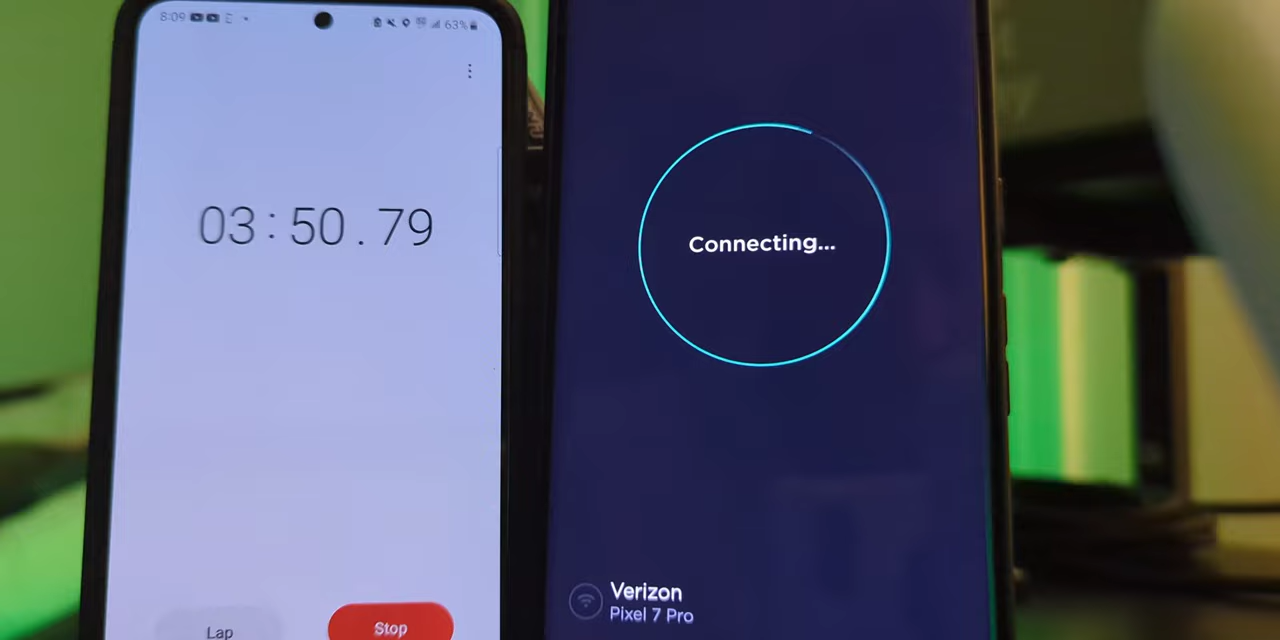 8:09
63%
03:50.79
Lap
Stop
Connecting...
Verizon
Pixel 7 Pro